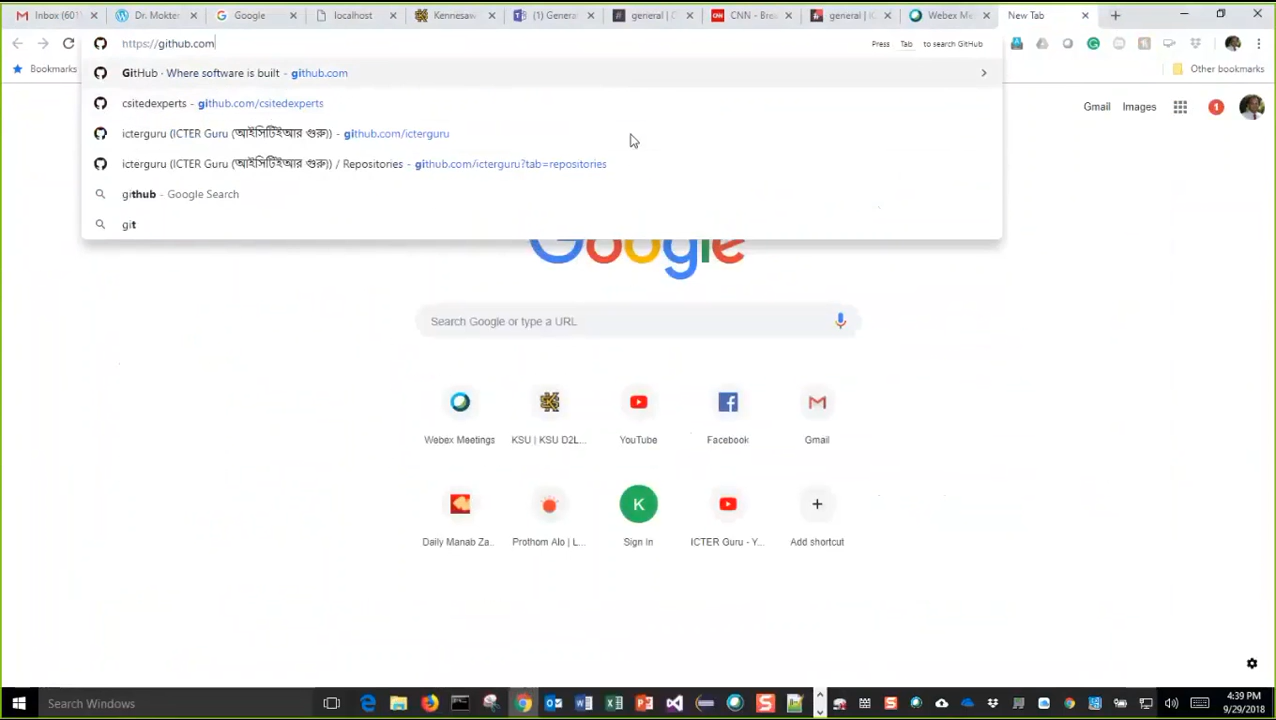 Inbox (601)
Dr. Mokter
Google
localhost
Kennesaw
(1) Genera
general | D
CNN - Brea
general | K
Webex Me
New Tab
https://github.com
Press Tab to search GitHub
Bookmarks
GitHub · Where software is built - github.com
Other bookmarks
csitedexperts - github.com/csitedexperts
Gmail Images 1
icterguru (ICTER Guru (আইসিটিইআর গুরু)) - github.com/icterguru
icterguru (ICTER Guru (আইসিটিইআর গুরু)) / Repositories - github.com/icterguru?tab=repositories
github - Google Search
git
Google
Search Google or type a URL
Webex Meetings
KSU | KSU D2L...
YouTube
Facebook
Gmail
K
Daily Manab Za...
Prothom Alo | L...
Sign in
ICTER Guru - Y...
Add shortcut
Search Windows
4:39 PM
9/29/2018